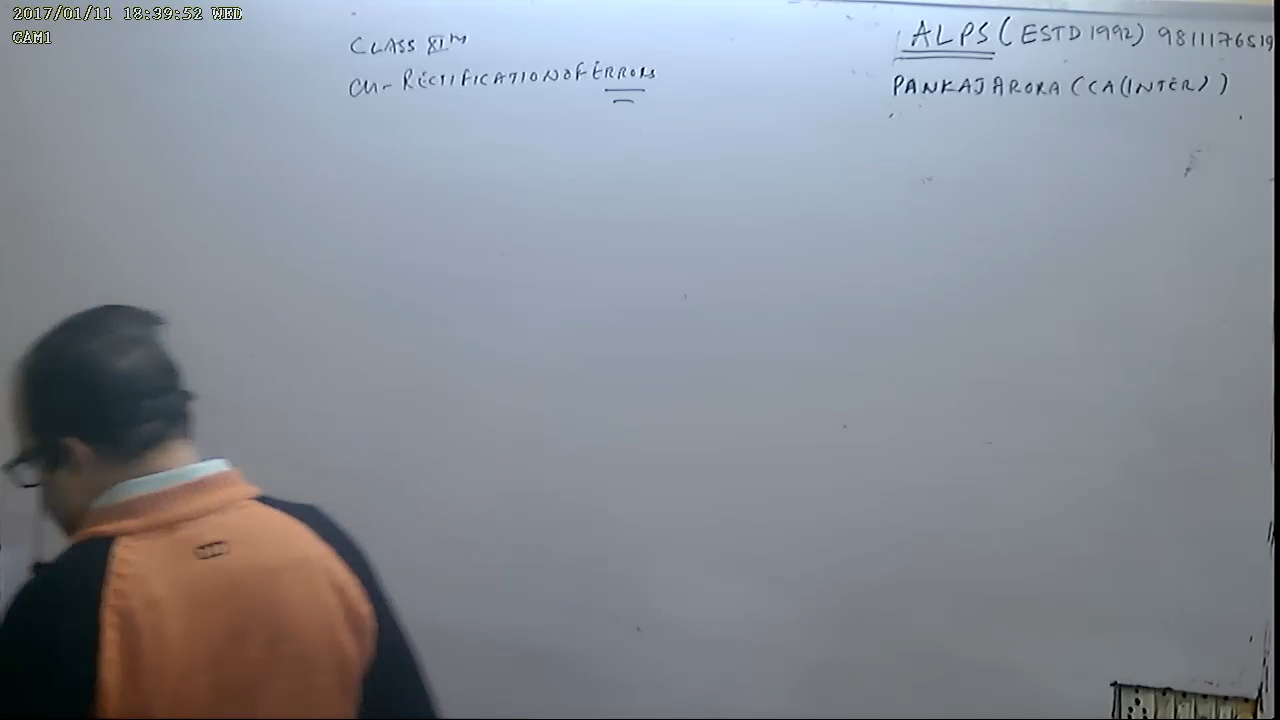 2017/01/11 18:39:52 WED
CAM1
CLASS XIth
CH- RECTIFICATION OF ERRORS
ALPS (ESTD 1992) 9811176519
PANKAJ ARORA (CA(INTER))